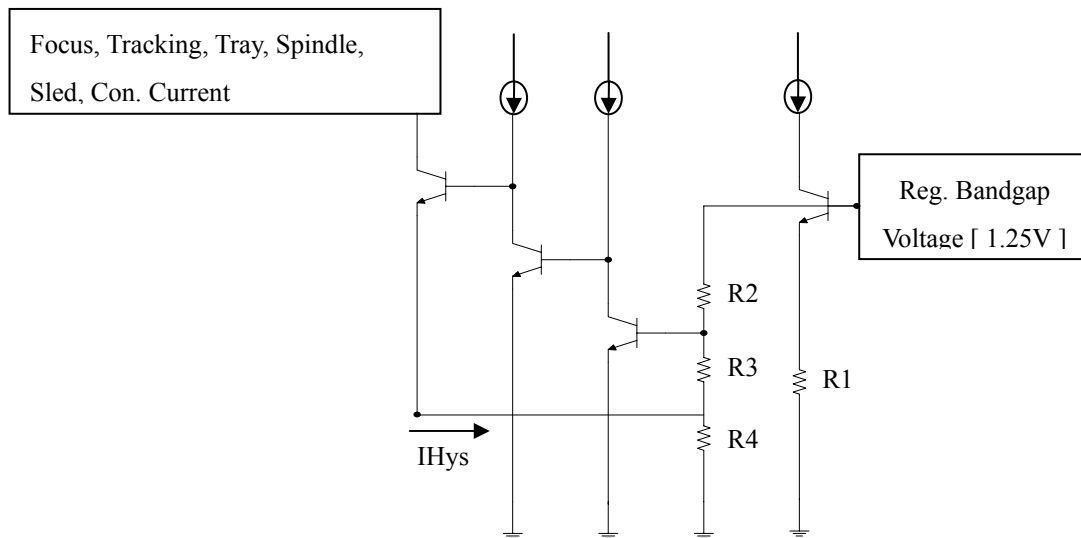 Focus, Tracking, Tray, Spindle,
Sled, Con. Current
Reg. Bandgap
Voltage [ 1.25V ]
R2
R3
R1
R4
IHys